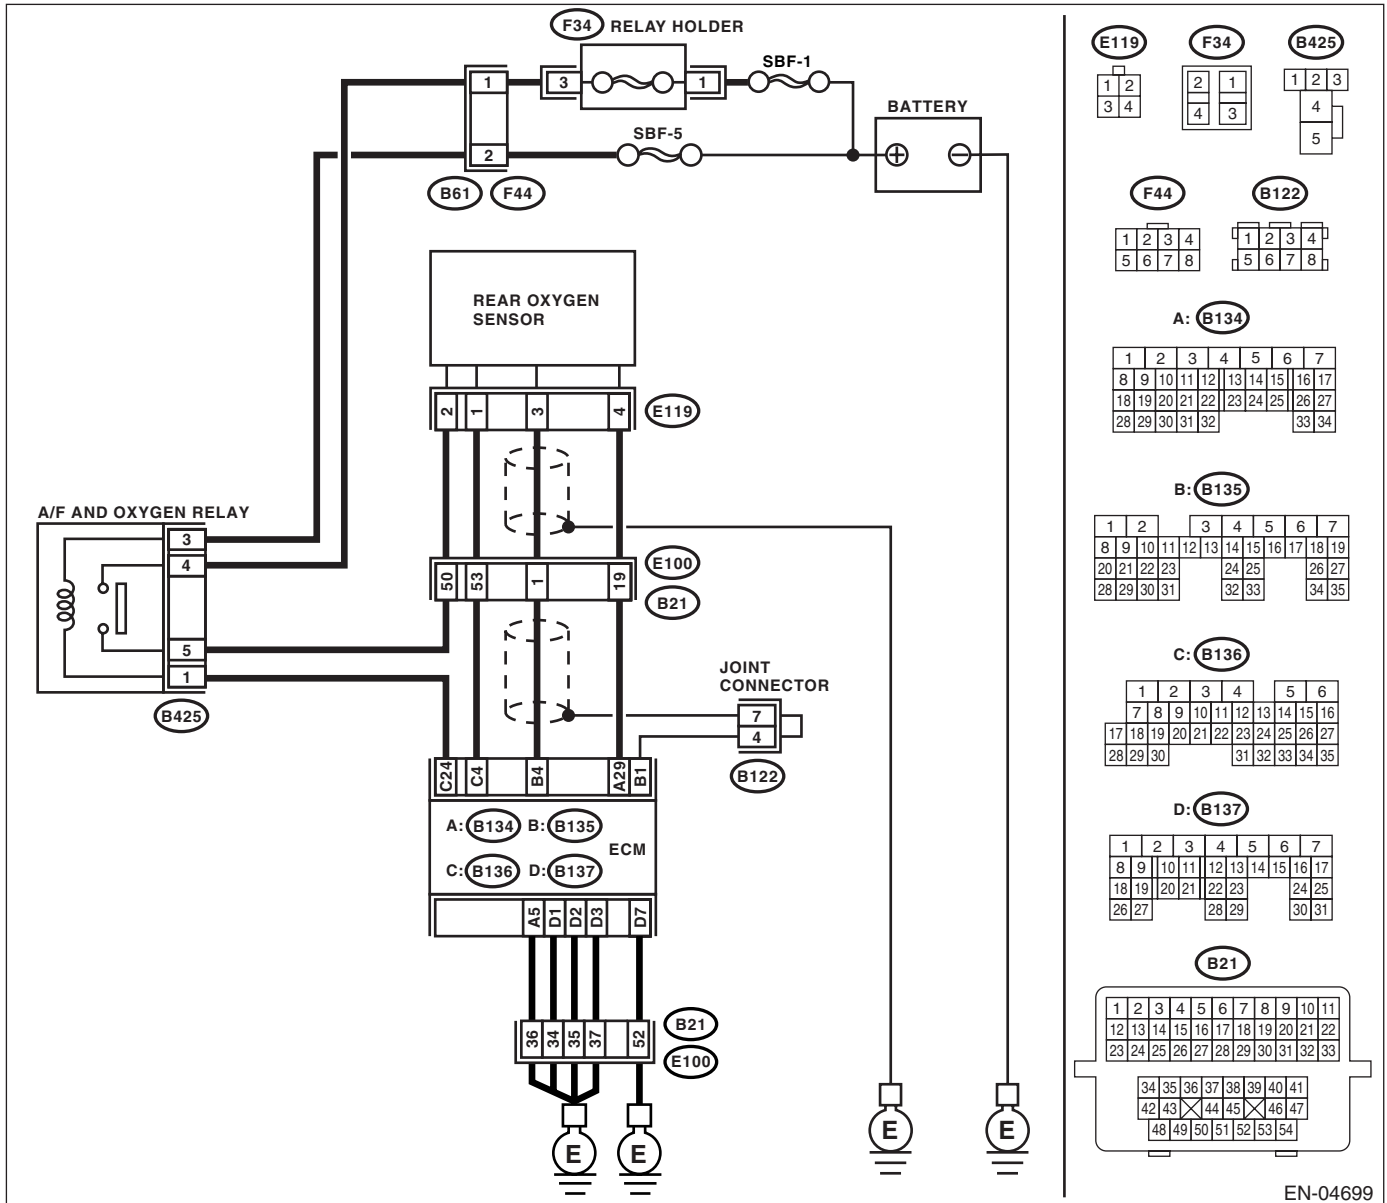 F34 RELAY HOLDER
1 3 1 SBF-1
BATTERY
SBF-5
2
B61 F44
REAR OXYGEN
SENSOR
2 1 3 4 E119
A/F AND OXYGEN RELAY
3
4
5
1
B425
E100
50 53 1 19
B21
JOINT
CONNECTOR
7
4
B122
C24 C4 B4 A29 B1
A: B134 B: B135
ECM
C: B136 D: B137
A5 D1 D2 D3 D7
B21
36 34 35 37 52
E100
E E E E
E119 F34 B425
1 2
3 4
2 1
4 3
1 2 3
4
5
F44 B122
1 2 3 4
5 6 7 8
1 2 3 4
5 6 7 8
A: B134
1 2 3 4 5 6 7
8 9 10 11 12 13 14 15 16 17
18 19 20 21 22 23 24 25 26 27
28 29 30 31 32 33 34
B: B135
1 2 3 4 5 6 7
8 9 10 11 12 13 14 15 16 17 18 19
20 21 22 23 24 25 26 27
28 29 30 31 32 33 34 35
C: B136
1 2 3 4 5 6
7 8 9 10 11 12 13 14 15 16
17 18 19 20 21 22 23 24 25 26 27
28 29 30 31 32 33 34 35
D: B137
1 2 3 4 5 6 7
8 9 10 11 12 13 14 15 16 17
18 19 20 21 22 23 24 25
26 27 28 29 30 31
B21
1 2 3 4 5 6 7 8 9 10 11
12 13 14 15 16 17 18 19 20 21 22
23 24 25 26 27 28 29 30 31 32 33
34 35 36 37 38 39 40 41
42 43 44 45 46 47
48 49 50 51 52 53 54
EN-04699